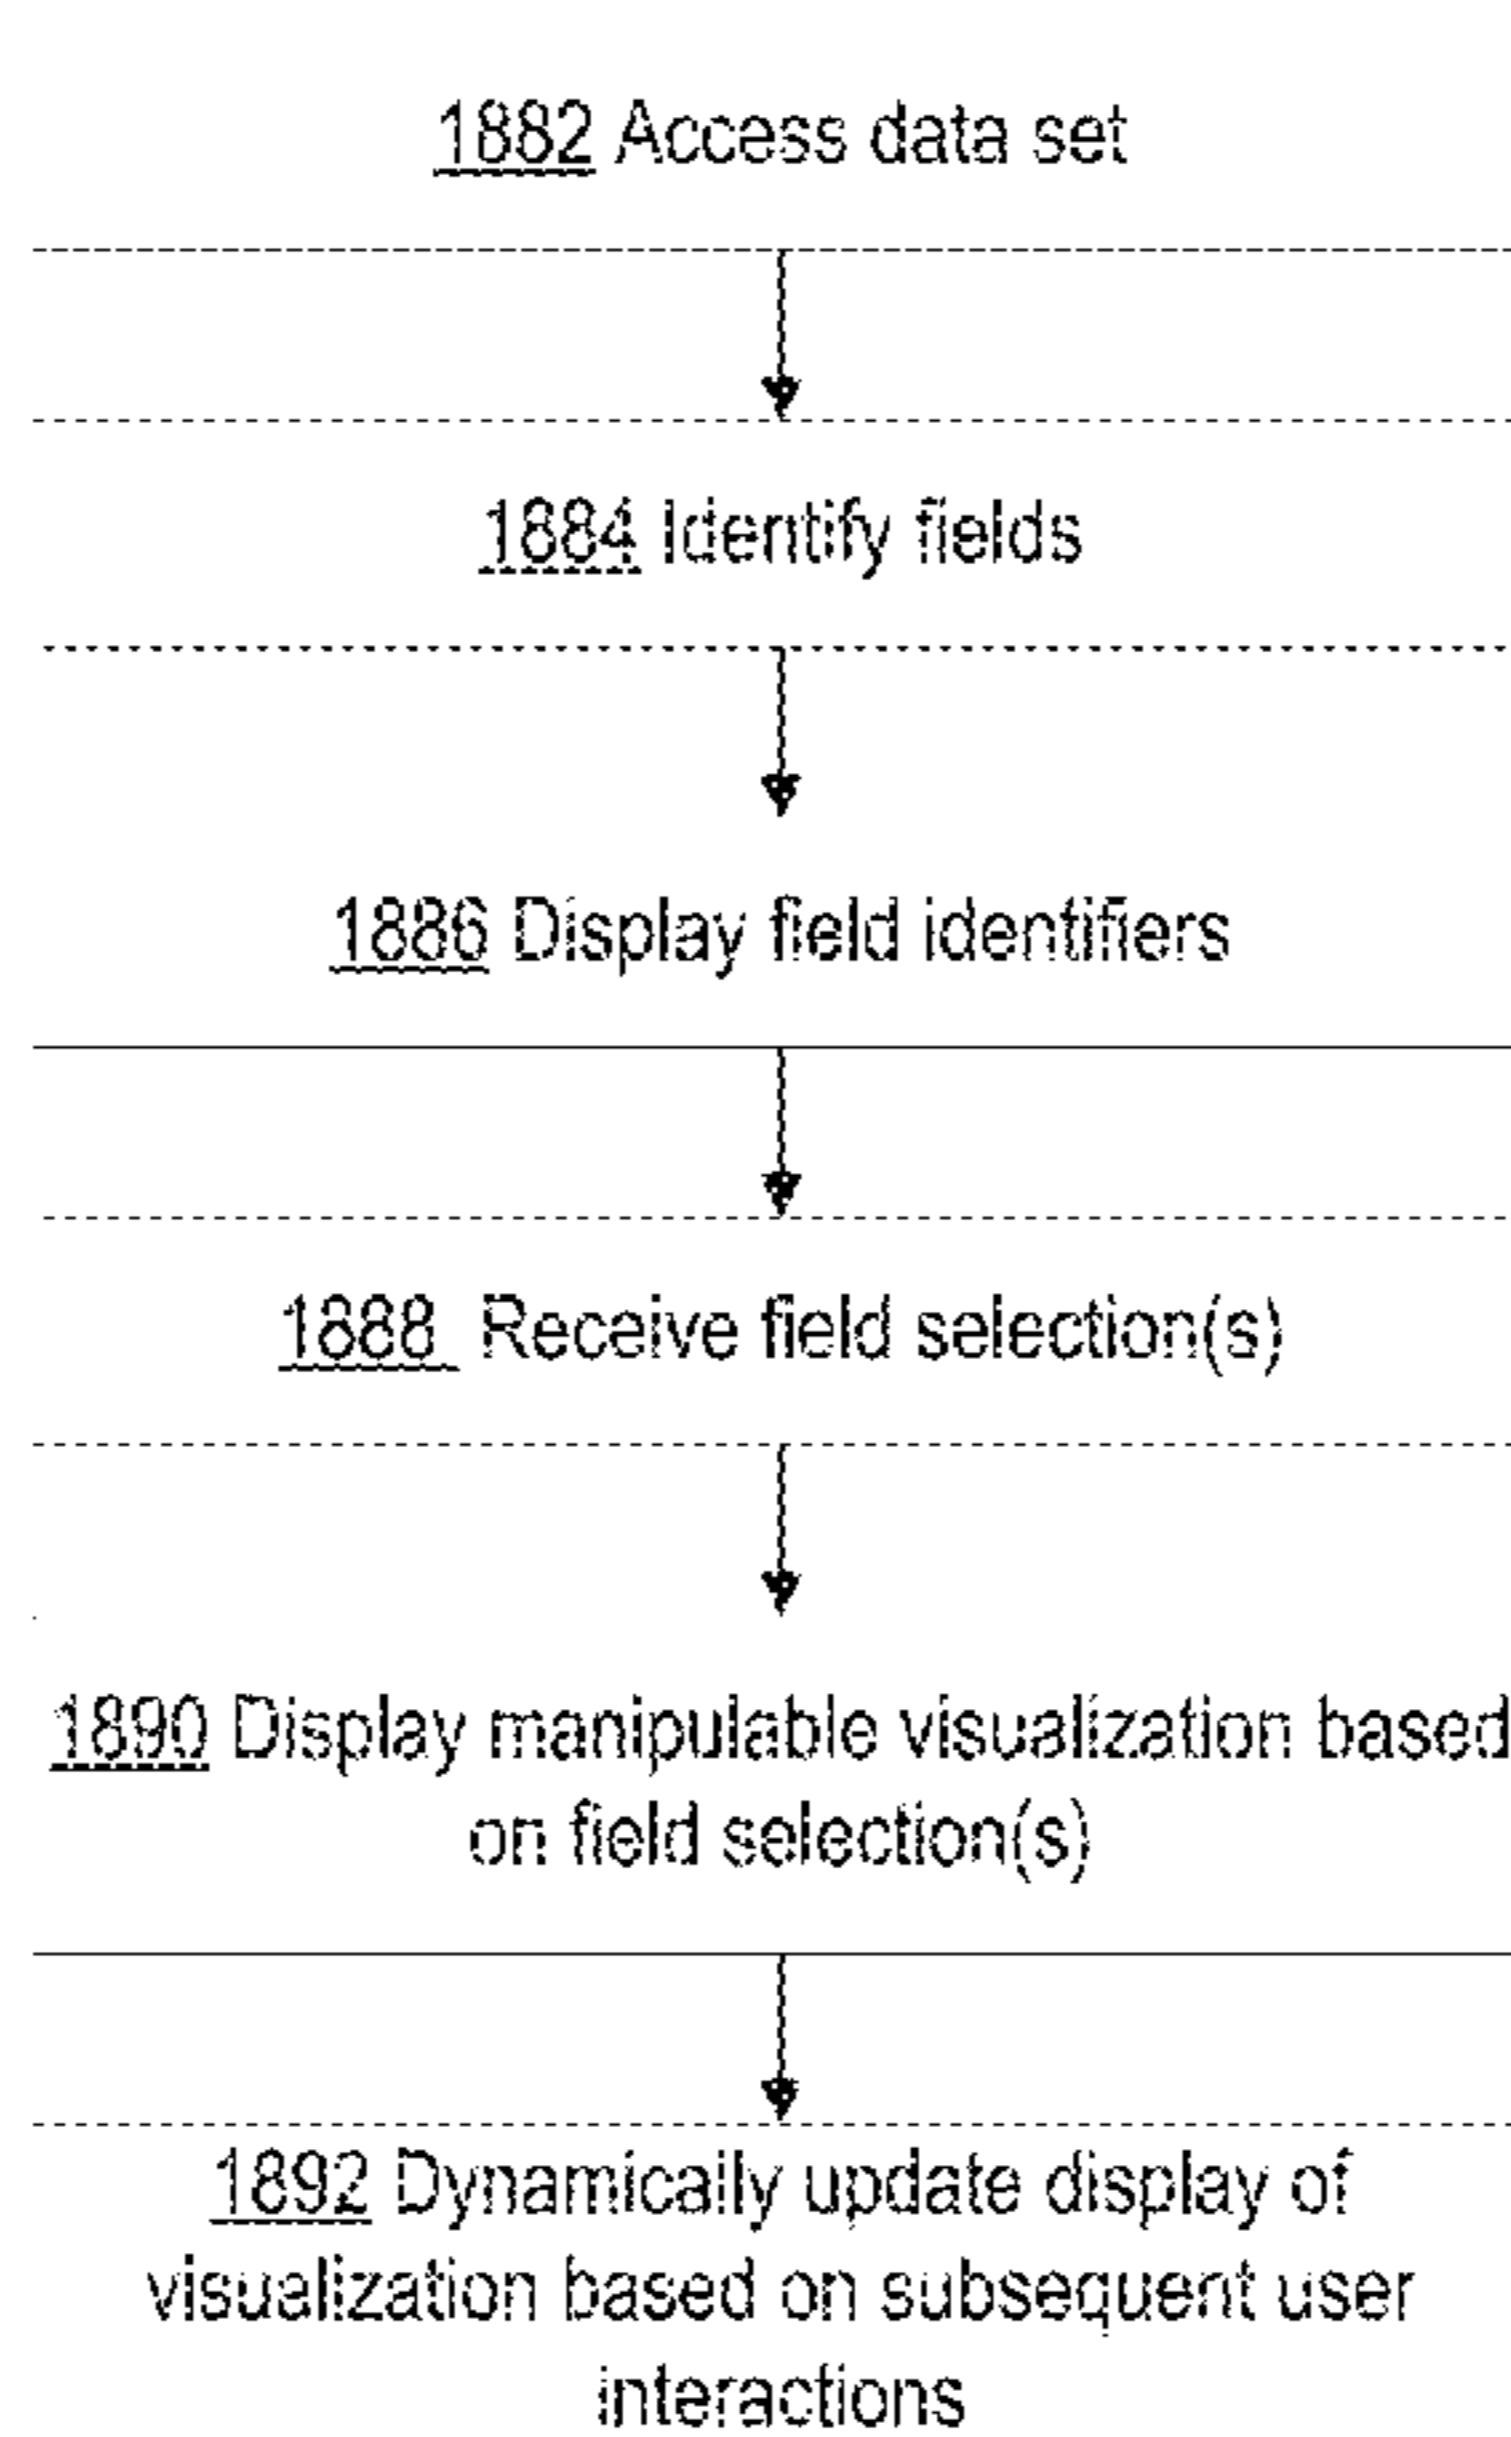 1882 Access data set
1884 Identify fields
1886 Display field identifiers
1888 Receive field selection(s)
1890 Display manipulable visualization based
on field selection(s)
1892 Dynamically update display of
visualization based on subsequent user
interactions